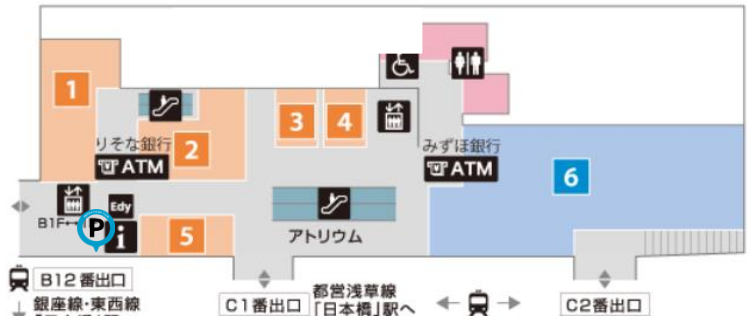 1
2
3
4
5
6
りそな銀行
ATM
みずほ銀行
ATM
Edy
B1F
P
i
アトリウム
B12番出口
銀座線・東西線
C1番出口
都営浅草線
「日本橋」駅へ
C2番出口